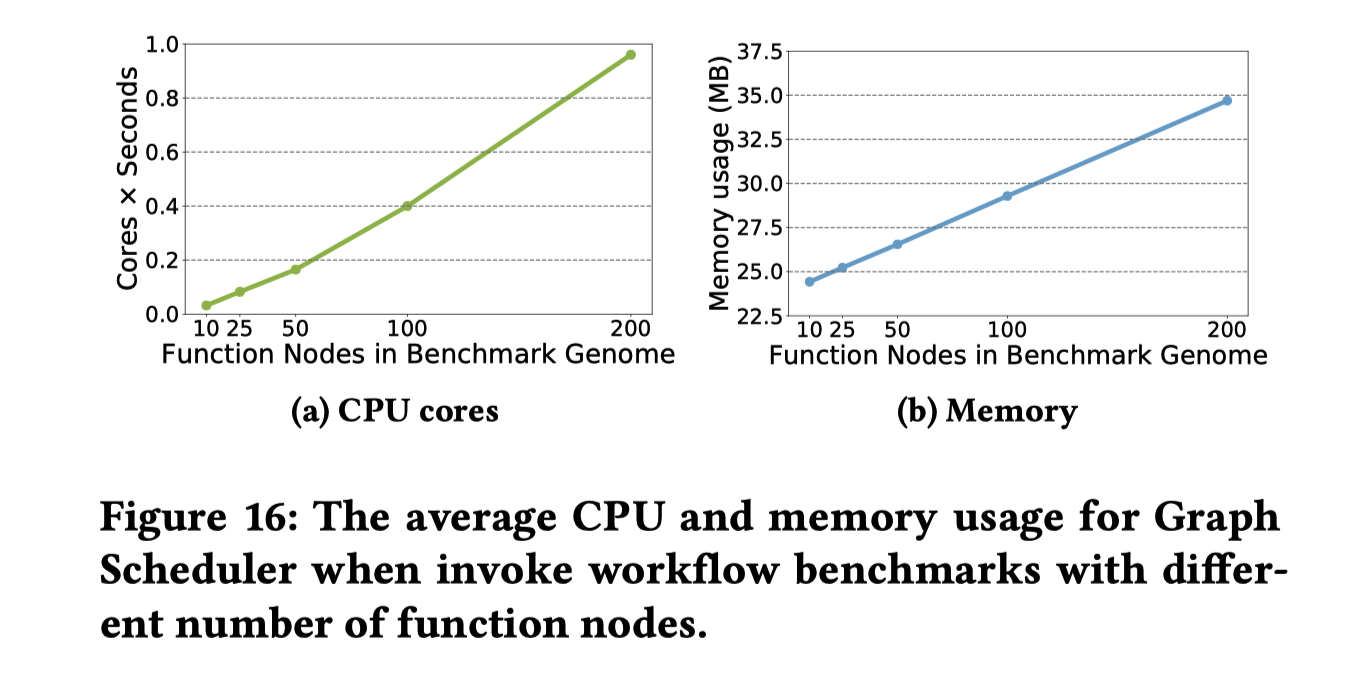 1.0
0.8
0.6
0.4
0.2
0.0
Cores × Seconds
10 25 50 100 200
Function Nodes in Benchmark Genome
(a) CPU cores
37.5
35.0
32.5
30.0
27.5
25.0
22.5
Memory usage (MB)
10 25 50 100 200
Function Nodes in Benchmark Genome
(b) Memory
Figure 16: The average CPU and memory usage for Graph
Scheduler when invoke workflow benchmarks with differ-
ent number of function nodes.